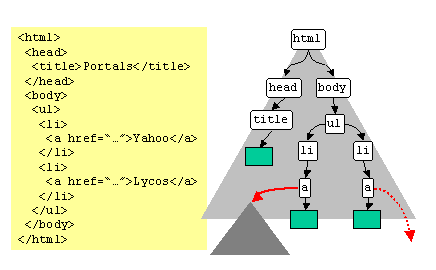 <html>
<head>
<title>Portals</title>
</head>
<body>
<ul>
<li>
<a href="…">Yahoo</a>
</li>
<li>
<a href="…">Lycos</a>
</li>
</ul>
</body>
</html>
html
head body
title ul
li li
a a